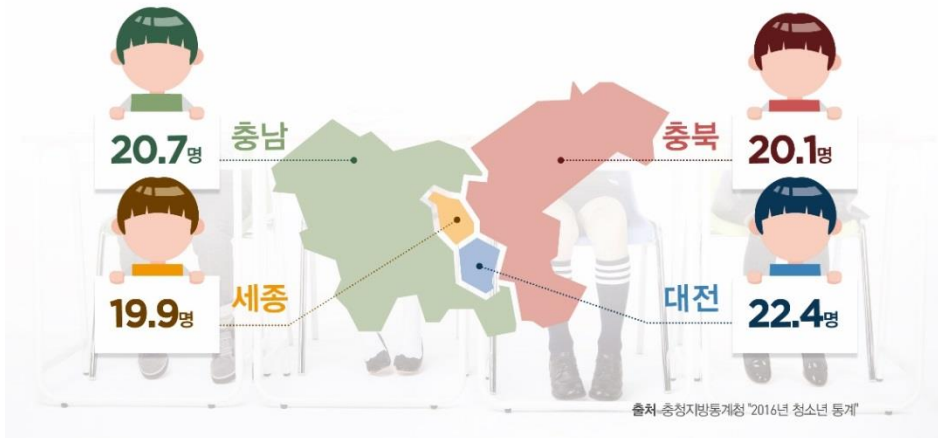 20.7명 충남
충북 20.1명
19.9명 세종
대전 22.4명
출처 충청지방통계청 "2016년 청소년 통계"